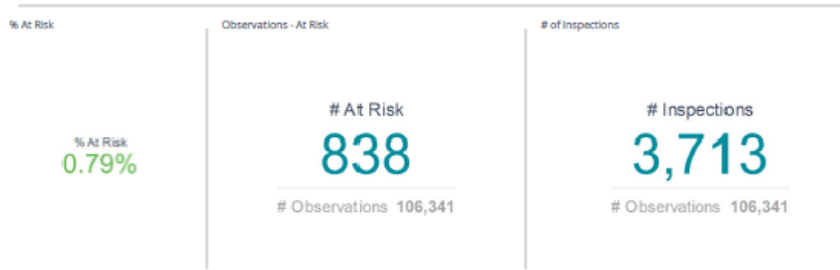 % At Risk
Observations - At Risk
# of Inspections
% At Risk
0.79%
# At Risk
838
# Observations 106,341
# Inspections
3,713
# Observations 106,341